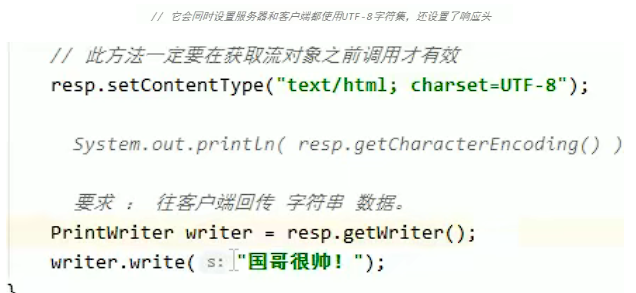 // 它会同时设置服务器和客户端都使用UTF-8字符集，还设置了响应头
// 此方法一定要在获取流对象之前调用才有效
resp.setContentType("text/html; charset=UTF-8");
System.out.println( resp.getCharacterEncoding() )
要求 ： 往客户端回传 字符串 数据。
PrintWriter writer = resp.getWriter();
writer.write( s: "国哥很帅！");
}